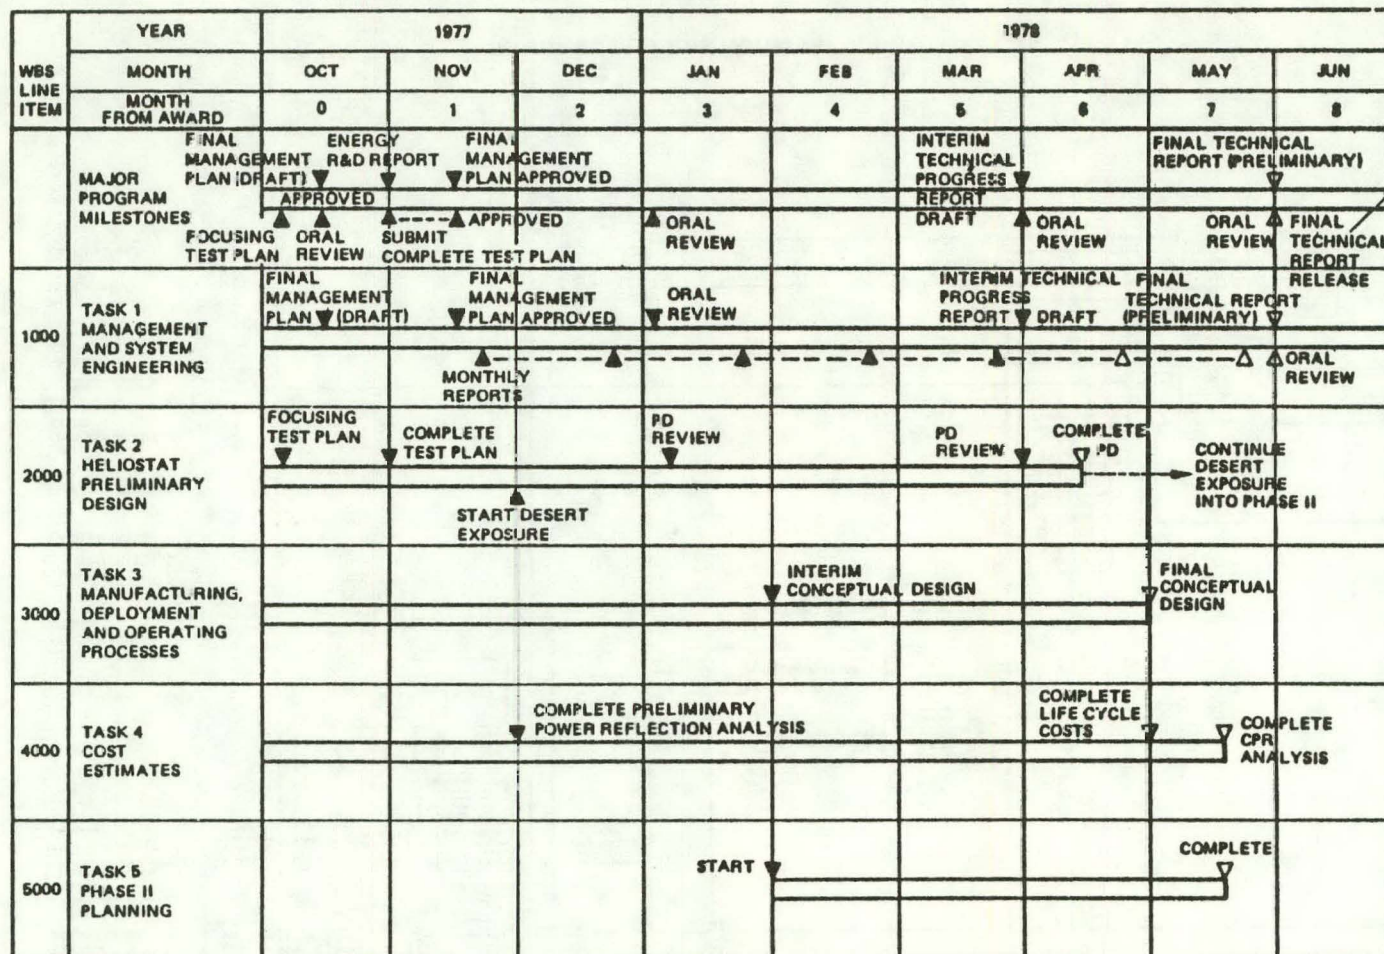 YEAR 1977 1978
WBS LINE ITEM
MONTH OCT NOV DEC JAN FEB MAR APR MAY JUN
MONTH FROM AWARD 0 1 2 3 4 5 6 7 8
MAJOR
PROGRAM
MILESTONES
FINAL
MANAGEMENT
PLAN (DRAFT)
ENERGY
R&D REPORT
FINAL
MANAGEMENT
PLAN APPROVED
INTERIM
TECHNICAL
PROGRESS
REPORT
DRAFT
FINAL TECHNICAL
REPORT (PRELIMINARY)
APPROVED
FOCUSING
TEST PLAN
ORAL
REVIEW
SUBMIT
COMPLETE TEST PLAN
APPROVED
ORAL
REVIEW
ORAL
REVIEW
ORAL
REVIEW
FINAL
TECHNICAL
REPORT
RELEASE
1000
TASK 1
MANAGEMENT
AND SYSTEM
ENGINEERING
FINAL
MANAGEMENT
PLAN (DRAFT)
FINAL
MANAGEMENT
PLAN APPROVED
ORAL
REVIEW
INTERIM TECHNICAL
PROGRESS
REPORT DRAFT
FINAL
TECHNICAL REPORT
(PRELIMINARY)
MONTHLY
REPORTS
ORAL
REVIEW
2000
TASK 2
HELIOSTAT
PRELIMINARY
DESIGN
FOCUSING
TEST PLAN
COMPLETE
TEST PLAN
PD
REVIEW
PD
REVIEW
COMPLETE
PD
CONTINUE
DESERT
EXPOSURE
INTO PHASE II
START DESERT
EXPOSURE
3000
TASK 3
MANUFACTURING,
DEPLOYMENT
AND OPERATING
PROCESSES
INTERIM
CONCEPTUAL DESIGN
FINAL
CONCEPTUAL
DESIGN
4000
TASK 4
COST
ESTIMATES
COMPLETE PRELIMINARY
POWER REFLECTION ANALYSIS
COMPLETE
LIFE CYCLE
COSTS
COMPLETE
CPR
ANALYSIS
5000
TASK 5
PHASE II
PLANNING
START
COMPLETE